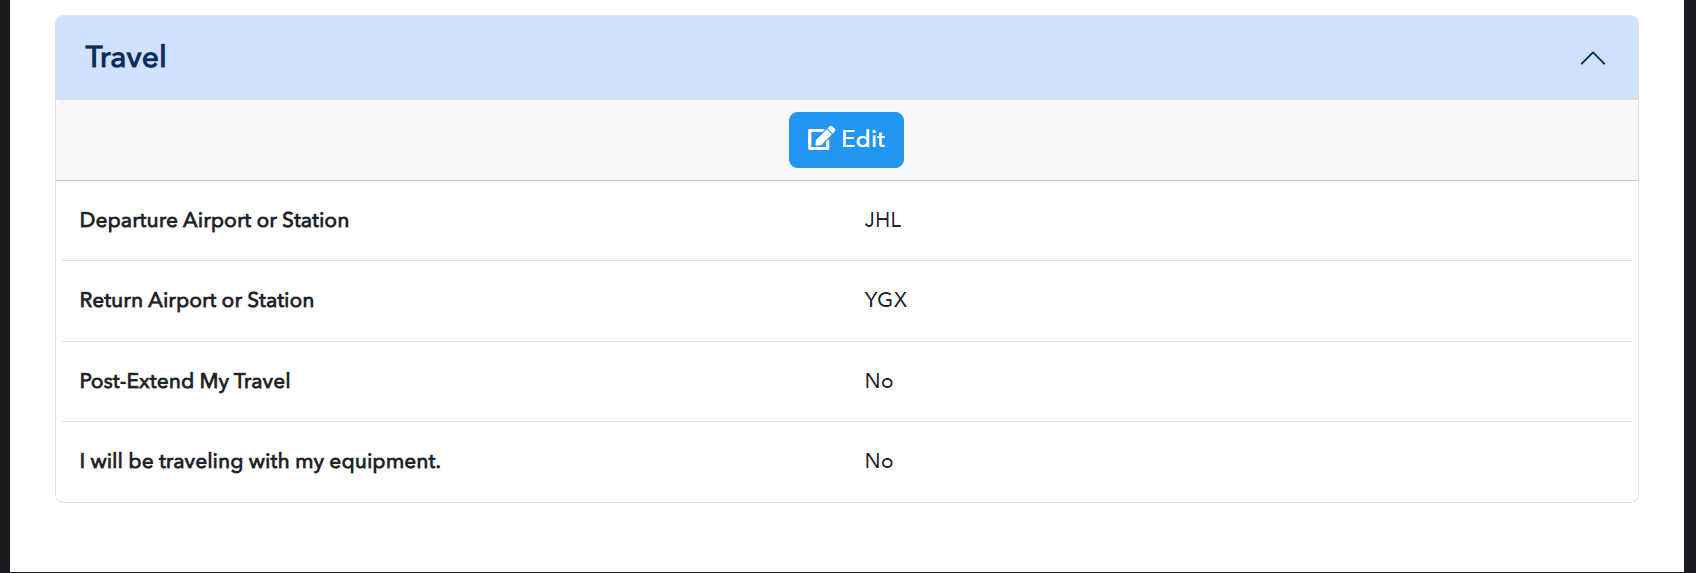 Travel
Edit
Departure Airport or Station JHL
Return Airport or Station YGX
Post-Extend My Travel No
I will be traveling with my equipment. No